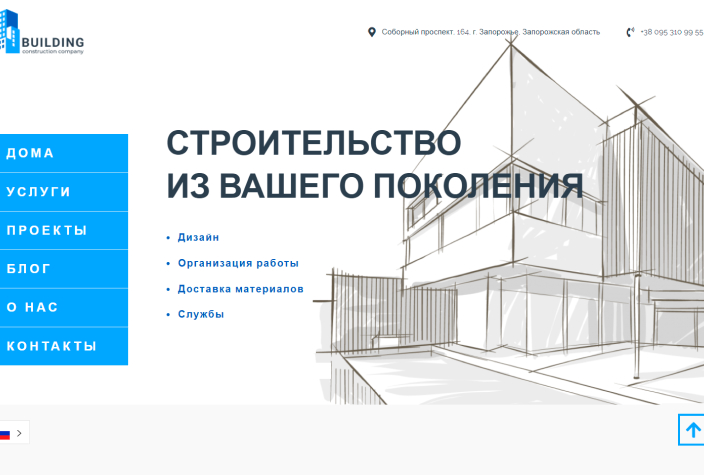 BUILDING
construction company
Соборный проспект. 164. г. Запорожье, Запорожская область
+38 095 310 99 55
СТРОИТЕЛЬСТВО
ИЗ ВАШЕГО ПОКОЛЕНИЯ
ДОМА
УСЛУГИ
ПРОЕКТЫ
БЛОГ
О НАС
КОНТАКТЫ
• Дизайн
• Организация работы
• Доставка материалов
• Службы